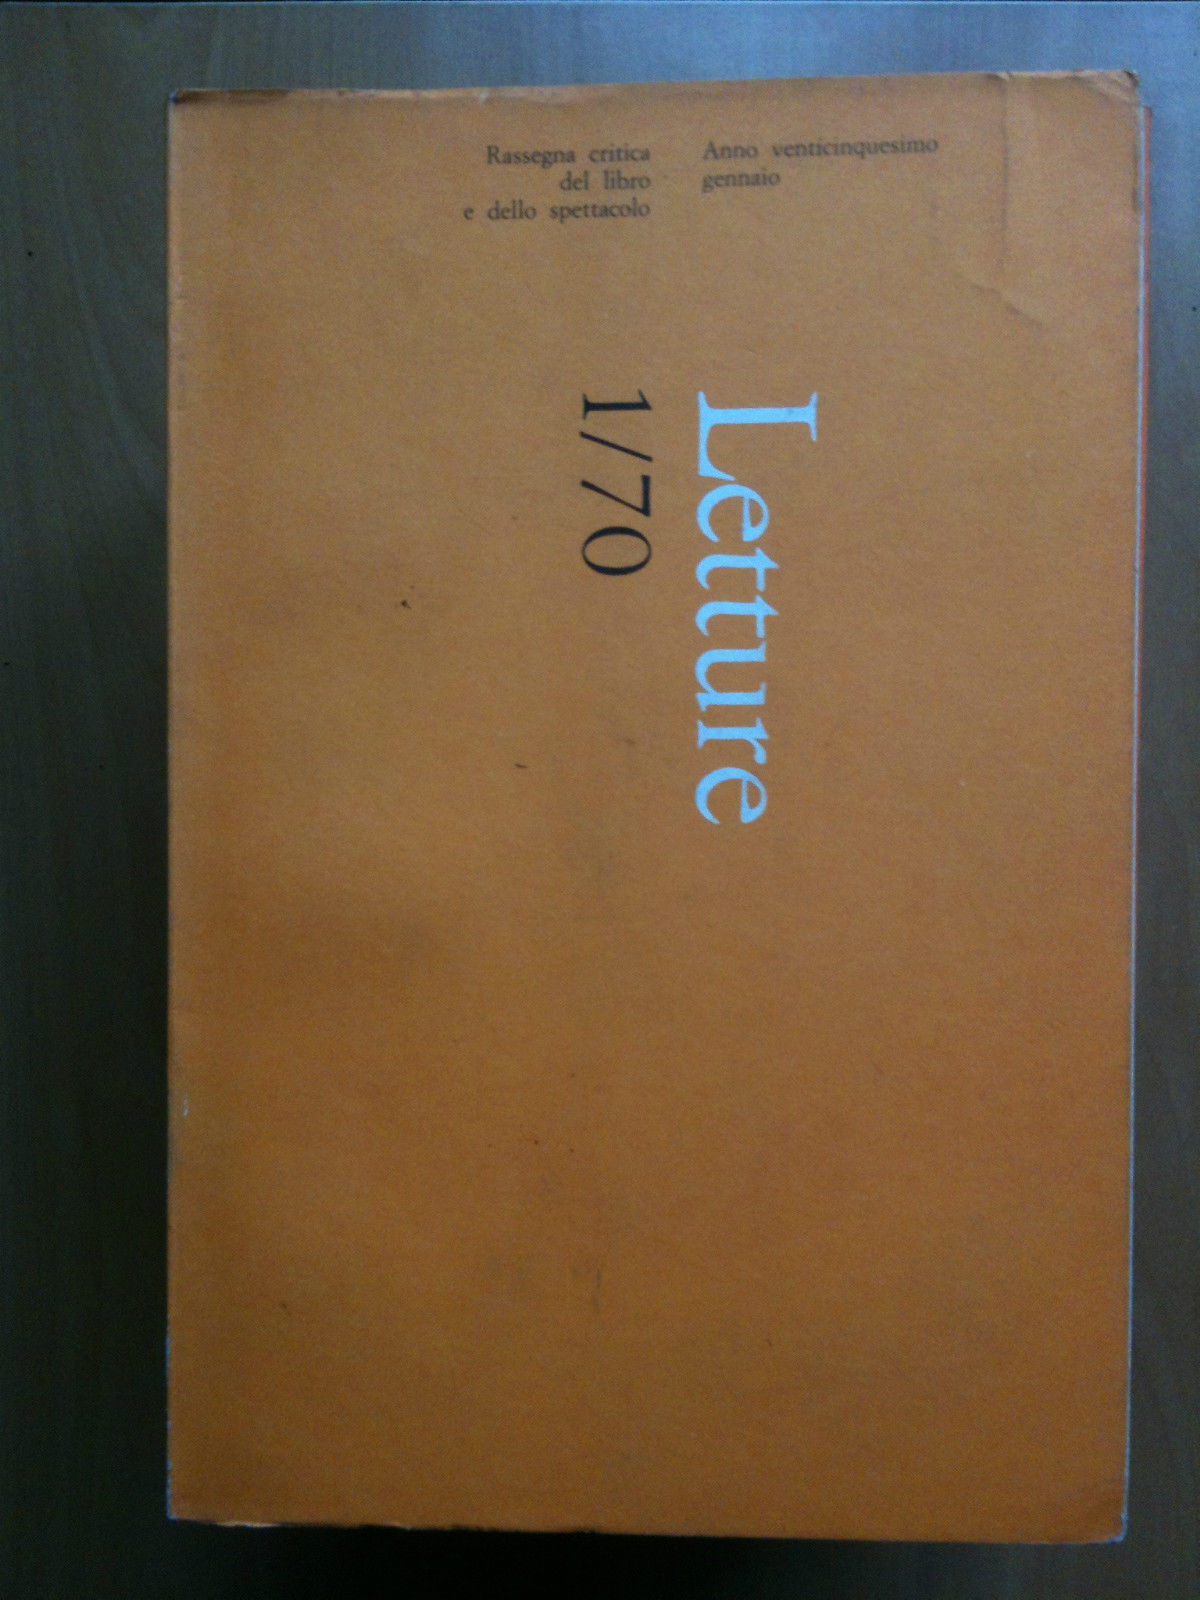 Rassegna critica
del libro
e dello spettacolo
Anno venticinquesimo
gennaio
Letture
1/70